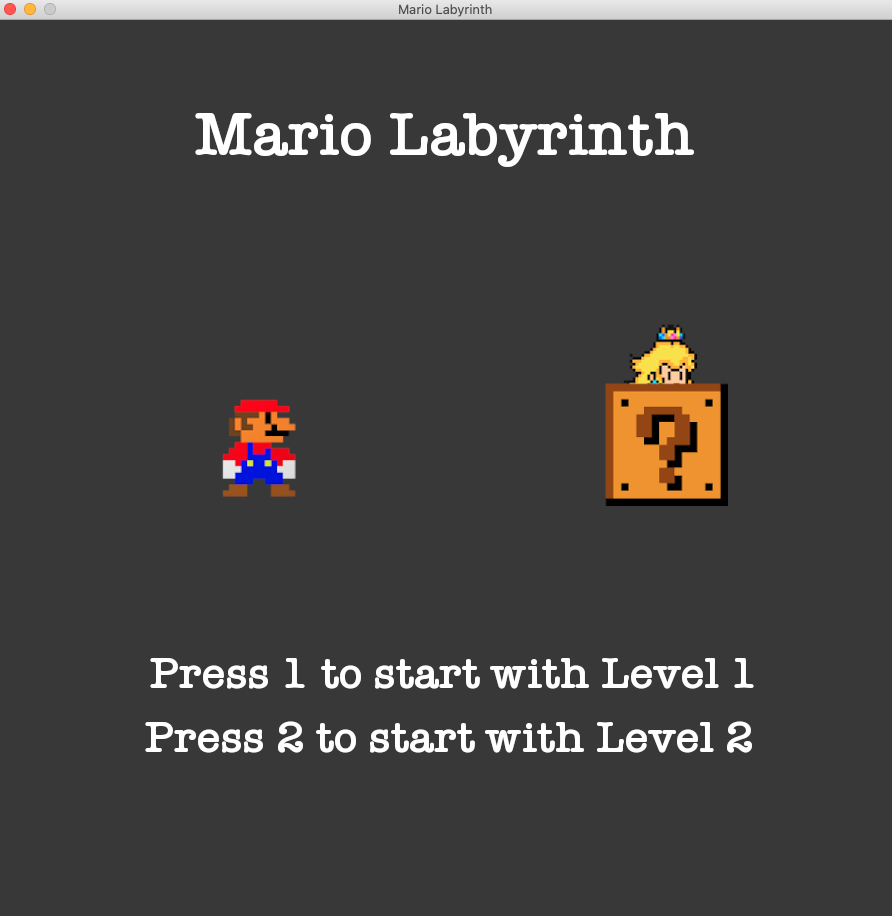 Mario Labyrinth
Mario Labyrinth
?
Press 1 to start with Level 1
Press 2 to start with Level 2